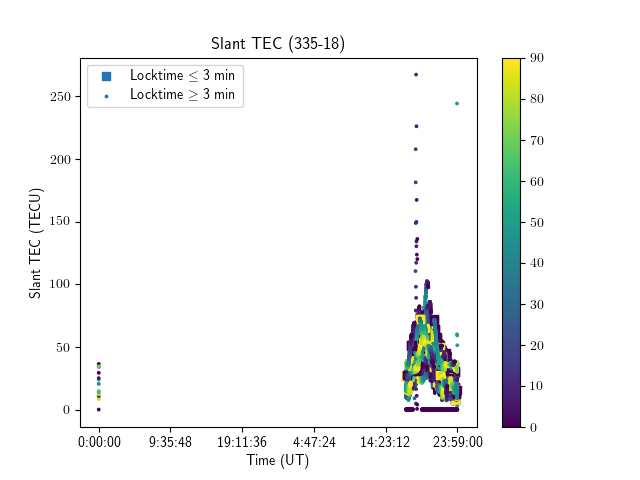 Slant TEC (335-18)
Locktime ≤ 3 min
Locktime ≥ 3 min
Slant TEC (TECU)
250
200
150
100
50
0
0:00:00 9:35:48 19:11:36 4:47:24 14:23:12 23:59:00
Time (UT)
90
80
70
60
50
40
30
20
10
0